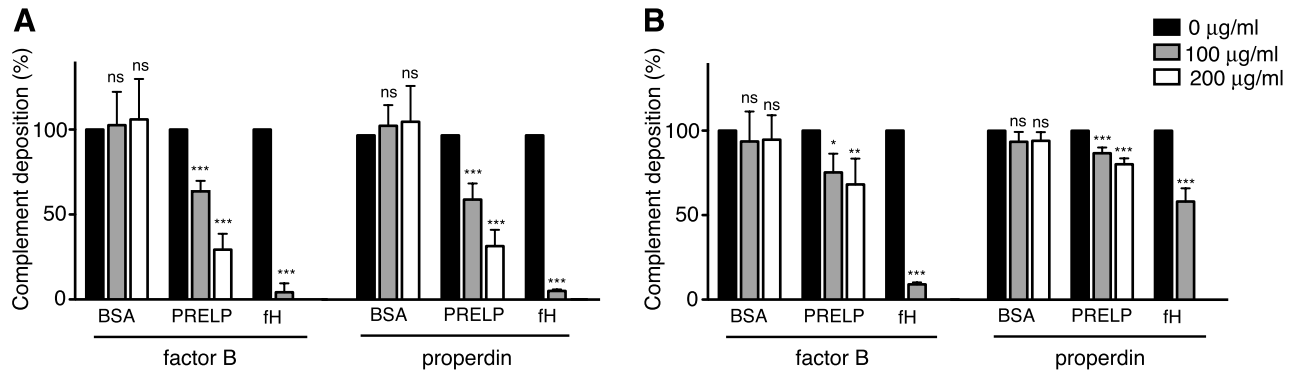 A
Complement deposition (%)
100
50
0
ns
ns
***
***
***
ns
ns
***
***
***
BSA
PRELP
fH
BSA
PRELP
fH
factor B
properdin
B
0 µg/ml
100 µg/ml
200 µg/ml
Complement deposition (%)
100
50
0
ns
ns
*
**
***
ns
ns
***
***
***
BSA
PRELP
fH
BSA
PRELP
fH
factor B
properdin